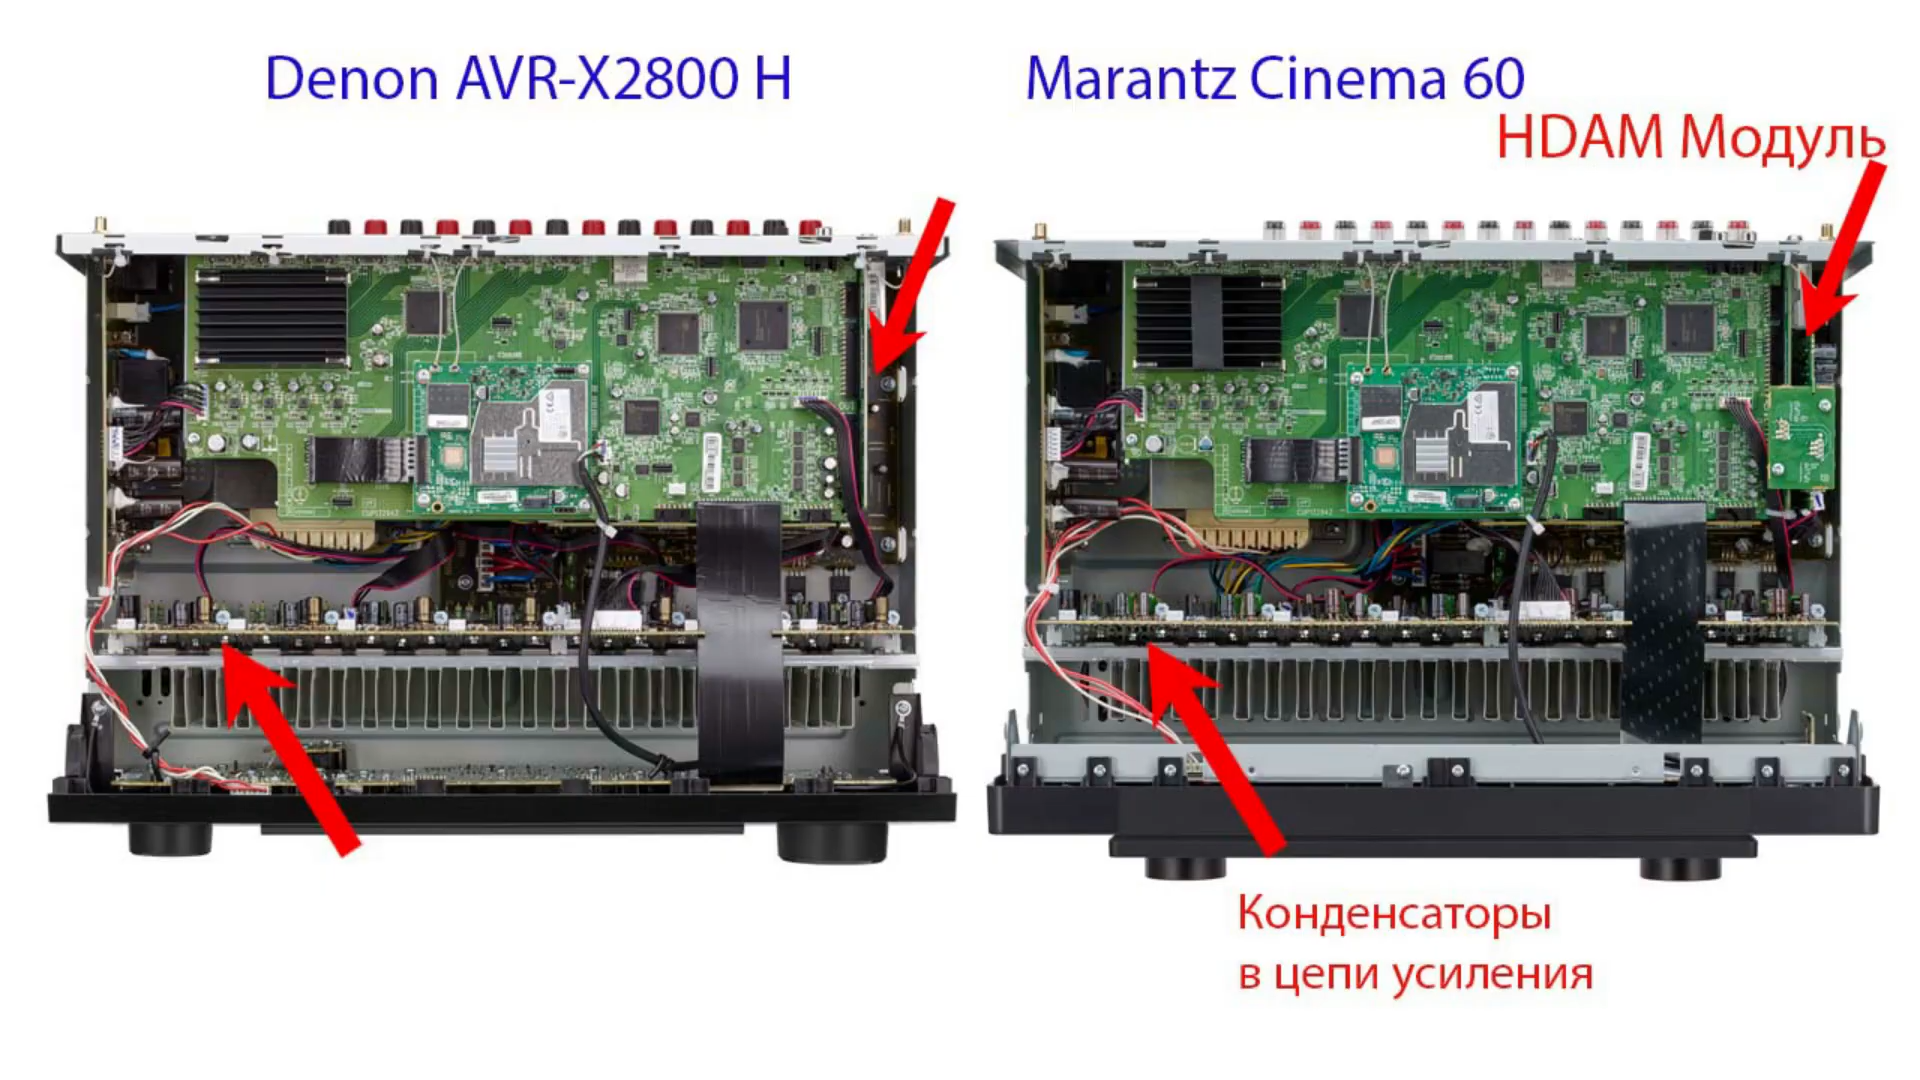 Denon AVR-X2800 H
Marantz Cinema 60
HDAM Модуль
Конденсаторы
в цепи усиления